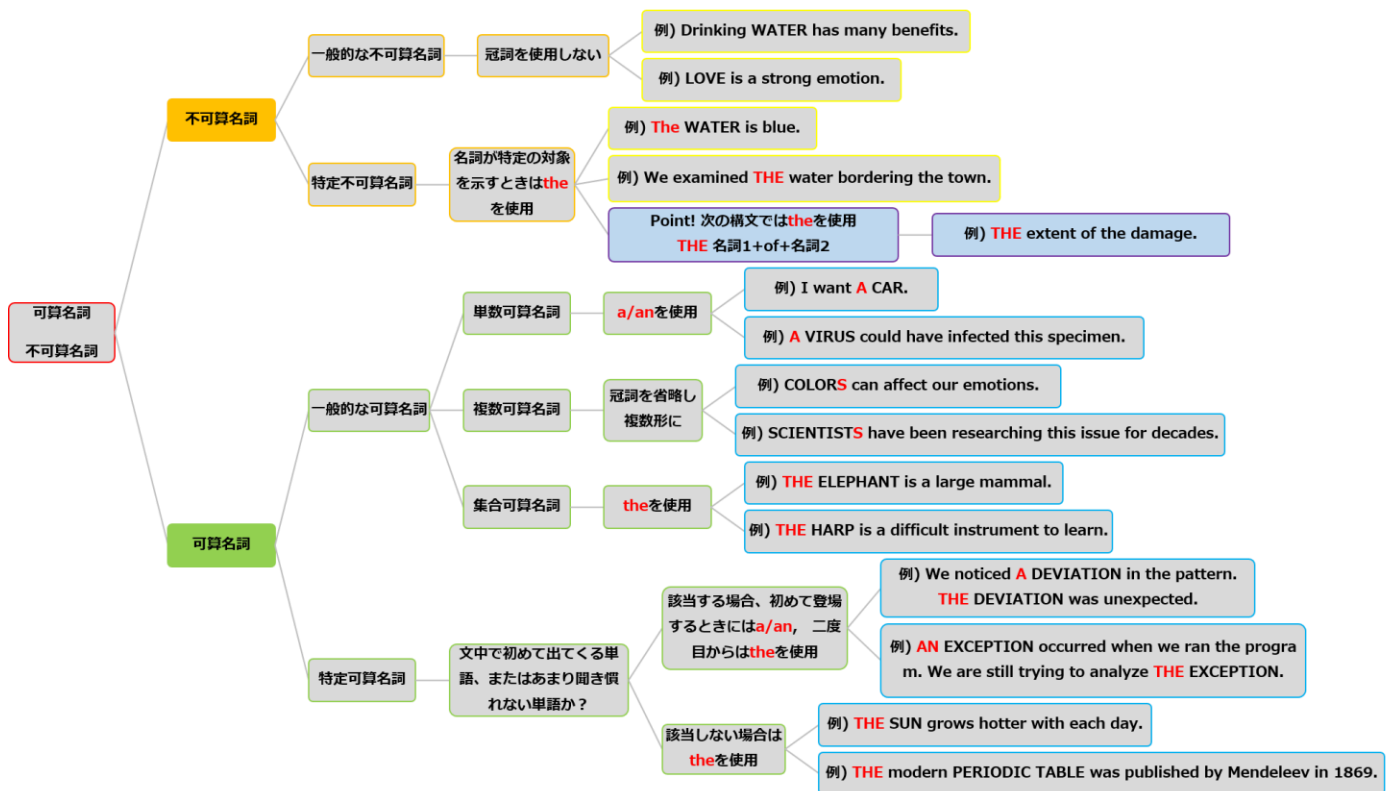 可算名詞
不可算名詞
不可算名詞
一般的な不可算名詞
冠詞を使用しない
例) Drinking WATER has many benefits.
例) LOVE is a strong emotion.
特定不可算名詞
名詞が特定の対象
を示すときはthe
を使用
例) The WATER is blue.
例) We examined THE water bordering the town.
Point! 次の構文ではtheを使用
THE 名詞1+of+名詞2
例) THE extent of the damage.
可算名詞
一般的な可算名詞
単数可算名詞
a/anを使用
例) I want A CAR.
例) A VIRUS could have infected this specimen.
複数可算名詞
冠詞を省略し
複数形に
例) COLORS can affect our emotions.
例) SCIENTISTS have been researching this issue for decades.
集合可算名詞
theを使用
例) THE ELEPHANT is a large mammal.
例) THE HARP is a difficult instrument to learn.
特定可算名詞
文中で初めて出てくる単
語、またはあまり聞き慣
れない単語か？
該当する場合、初めて登場
するときにはa/an, 二度
目からはtheを使用
例) We noticed A DEVIATION in the pattern.
THE DEVIATION was unexpected.
例) AN EXCEPTION occurred when we ran the progra
m. We are still trying to analyze THE EXCEPTION.
該当しない場合は
theを使用
例) THE SUN grows hotter with each day.
例) THE modern PERIODIC TABLE was published by Mendeleev in 1869.